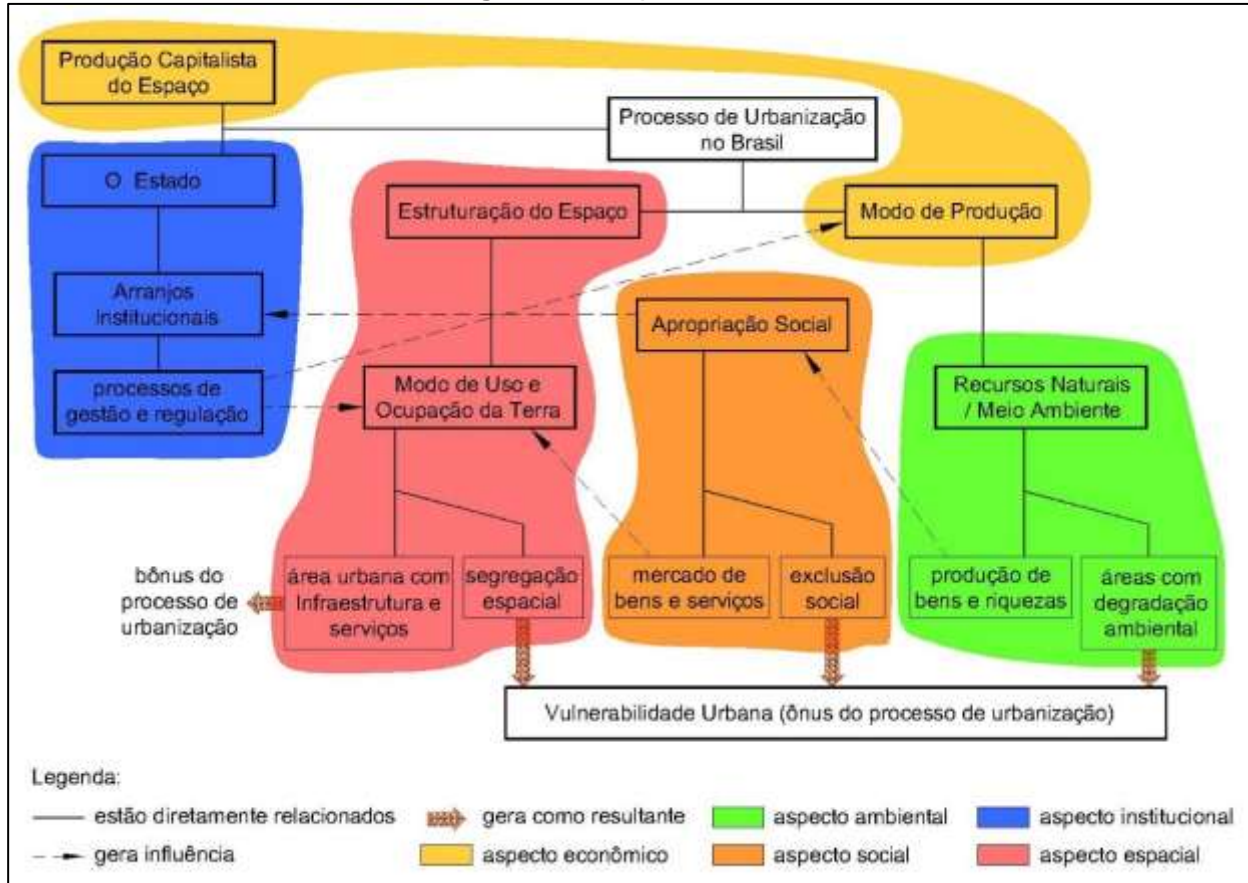 Produção Capitalista
do Espaço
Processo de Urbanização
no Brasil
O Estado
Estruturação do Espaço
Modo de Produção
Arranjos
Institucionais
Apropriação Social
processos de
gestão e regulação
Modo de Uso e
Ocupação da Terra
Recursos Naturais
/ Meio Ambiente
bônus do
processo de
urbanização
área urbana com
Infraestrutura e
serviços
segregação
espacial
mercado de
bens e serviços
exclusão
social
produção de
bens e riquezas
áreas com
degradação
ambiental
Vulnerabilidade Urbana (ônus do processo de urbanização)
Legenda:
estão diretamente relacionados
gera como resultante
aspecto ambiental
aspecto institucional
gera influência
aspecto econômico
aspecto social
aspecto espacial